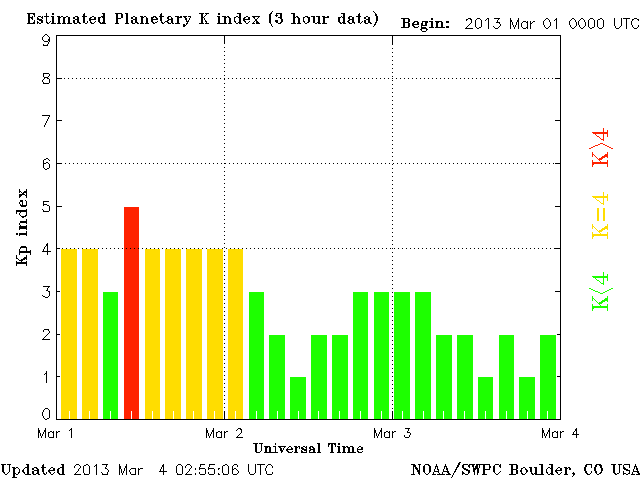 Estimated Planetary K index (3 hour data) Begin: 2013 Mar 01 0000 UTC
9
8
7
6
5
4
3
2
1
0
Kp index
K>4
K=4
K<4
Mar 1 Mar 2 Mar 3 Mar 4
Universal Time
Updated 2013 Mar 4 02:55:06 UTC NOAA/SWPC Boulder, CO USA